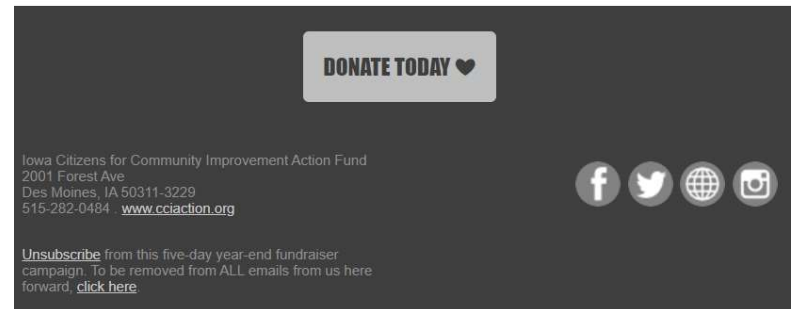 DONATE TODAY
Iowa Citizens for Community Improvement Action Fund
2001 Forest Ave
Des Moines, IA 50311-3229
515-282-0484 . www.cciaction.org
Unsubscribe from this five-day year-end fundraiser
campaign. To be removed from ALL emails from us here
forward, click here.